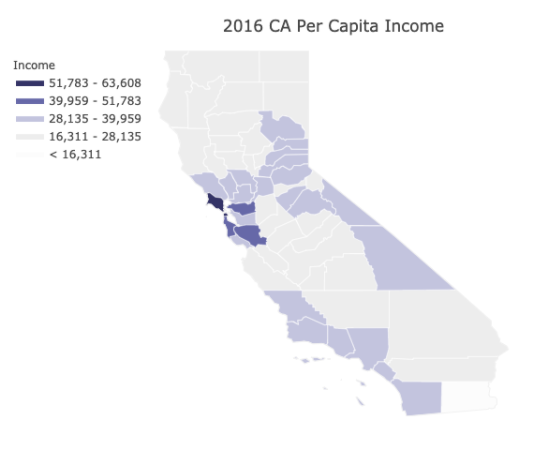 2016 CA Per Capita Income
Income
51,783 - 63,608
39,959 - 51,783
28,135 - 39,959
16,311 - 28,135
< 16,311